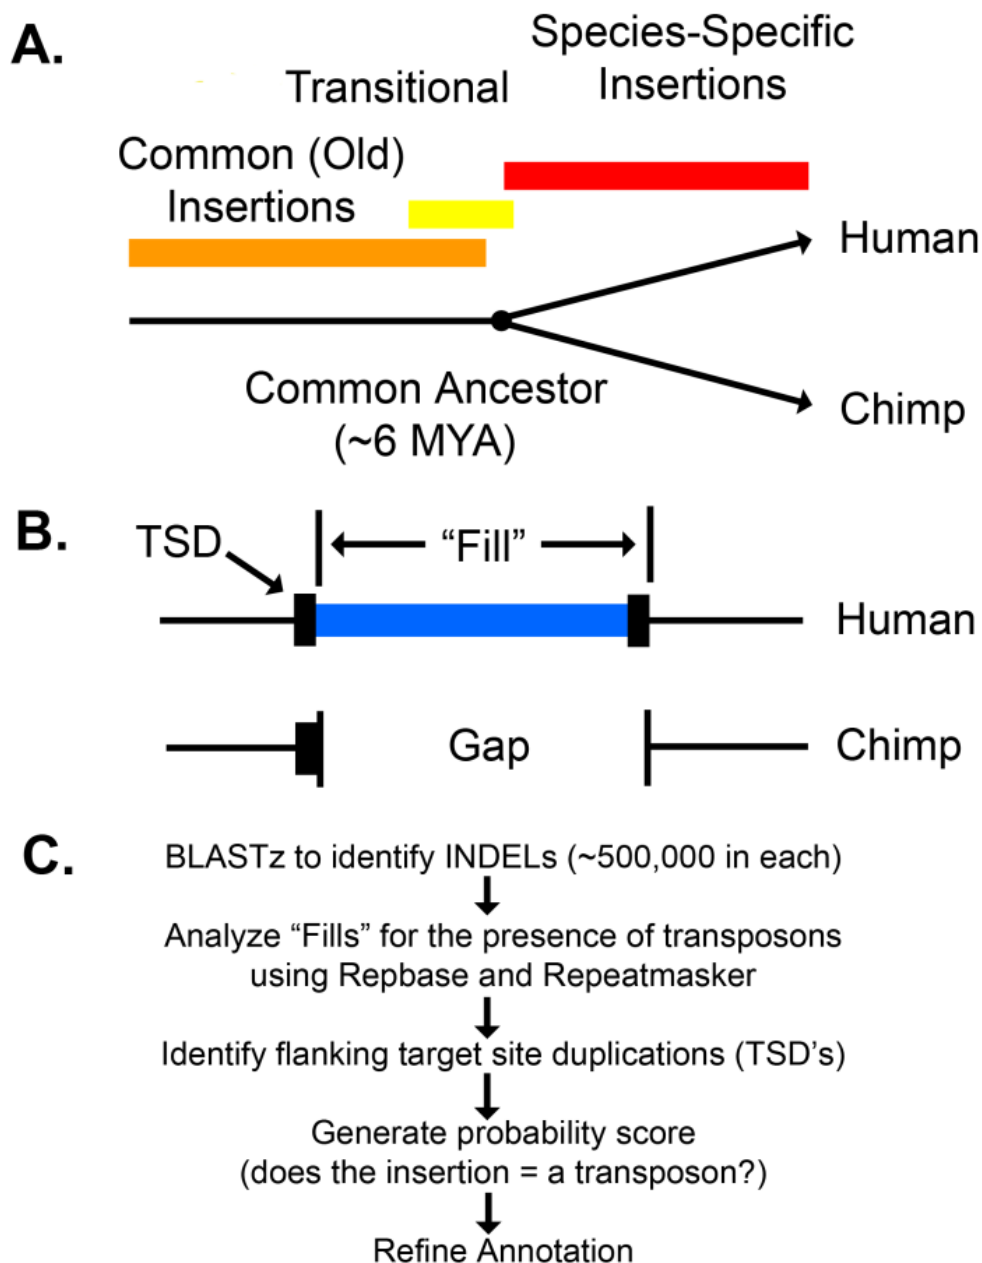 A.
Species-Specific
Insertions
Transitional
Common (Old)
Insertions
Human
Common Ancestor
(~6 MYA)
Chimp
B.
TSD
“Fill”
Human
Gap
Chimp
C.
BLASTz to identify INDELs (~500,000 in each)
Analyze “Fills” for the presence of transposons
using Repbase and Repeatmasker
Identify flanking target site duplications (TSD’s)
Generate probability score
(does the insertion = a transposon?)
Refine Annotation